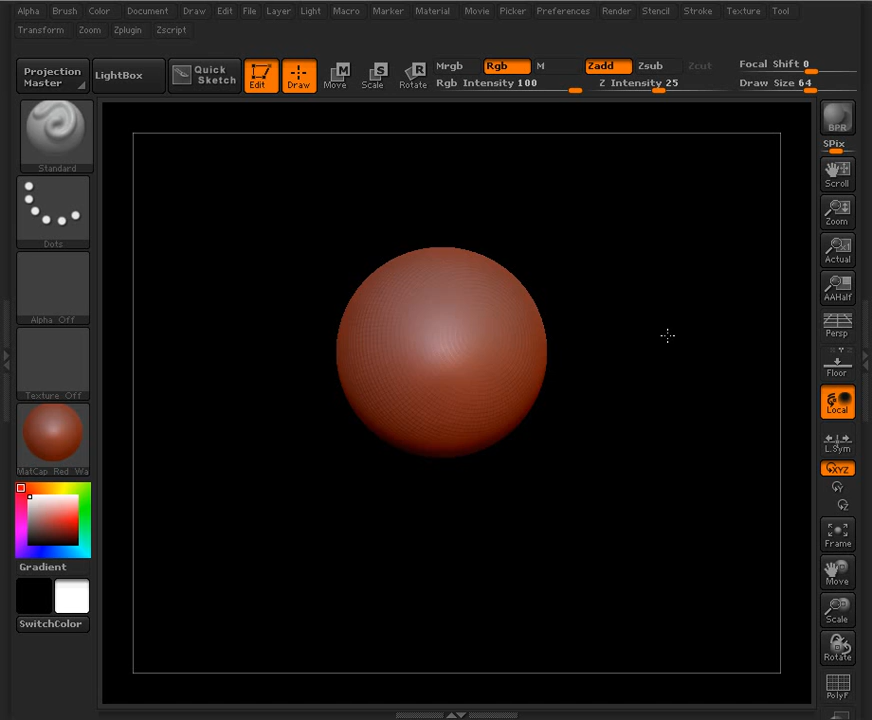 Alpha Brush Color Document Draw Edit File Layer Light Macro Marker Material Movie Picker Preferences Render Stencil Stroke Texture Tool
Transform Zoom Zplugin Zscript
Projection Master
LightBox
Quick Sketch
Edit
Draw
Move
Scale
Rotate
Mrgb Rgb M
Rgb Intensity 100
Zadd Zsub Zcut
Z Intensity 25
Focal Shift 0
Draw Size 64
Standard
Dots
Alpha Off
Texture Off
MatCap Red Wa
Gradient
SwitchColor
BPR
SPix
Scroll
Zoom
Actual
AAHalf
Persp
Floor
Local
L.Sym
XYZ
Y
Z
Frame
Move
Scale
Rotate
PolyF